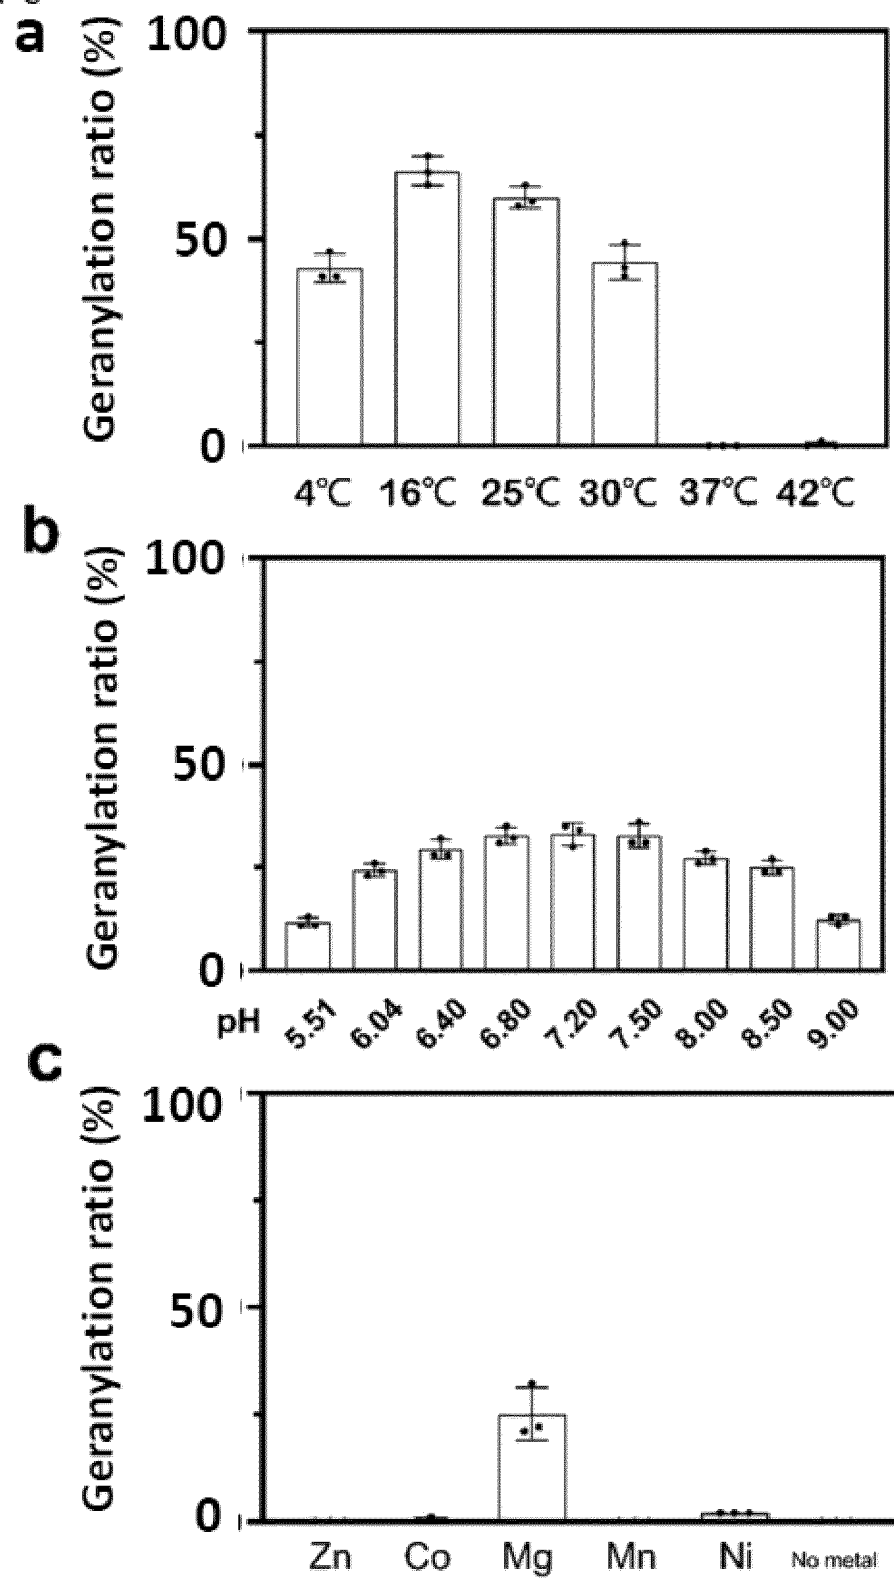 a
Geranylation ratio (%)
100
50
0
4℃ 16℃ 25℃ 30℃ 37℃ 42℃
b
Geranylation ratio (%)
100
50
0
pH 5.51 6.04 6.40 6.80 7.20 7.50 8.00 8.50 9.00
c
Geranylation ratio (%)
100
50
0
Zn Co Mg Mn Ni No metal